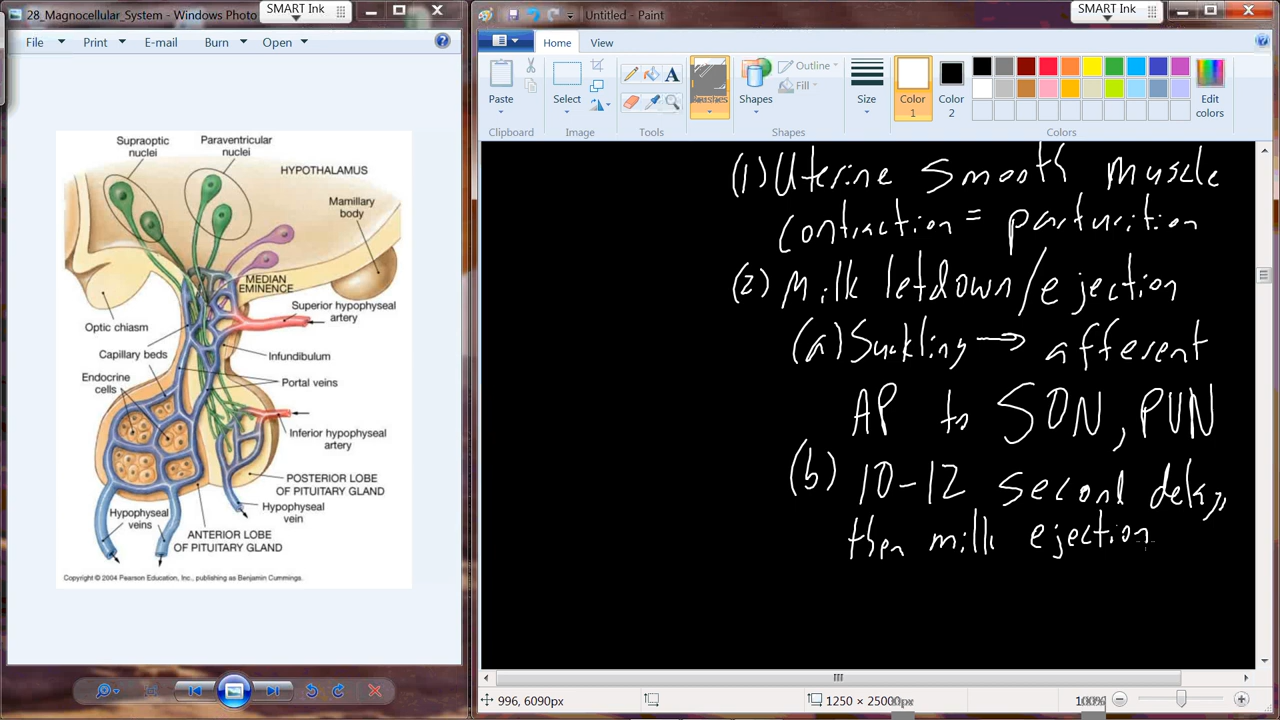 28_Magnocellular_System - Windows Photo
SMART Ink
File Print E-mail Burn Open
Supraoptic nuclei
Paraventricular nuclei
HYPOTHALAMUS
Mamillary body
MEDIAN EMINENCE
Superior hypophyseal artery
Optic chiasm
Capillary beds
Infundibulum
Endocrine cells
Portal veins
Inferior hypophyseal artery
POSTERIOR LOBE OF PITUITARY GLAND
Hypophyseal vein
Hypophyseal veins
ANTERIOR LOBE OF PITUITARY GLAND
Copyright © 2004 Pearson Education, Inc., publishing as Benjamin Cummings.
Untitled - Paint
SMART Ink
Home View
Paste
Select
Brushes
Shapes
Outline
Fill
Size
Color 1
Color 2
Edit colors
Clipboard Image Tools Shapes Colors
(1) Uterine smooth muscle
contraction = parturition
(2) Milk letdown/ejection
(a) Suckling → afferent
AP to SON, PVN
(b) 10-12 second delay,
then milk ejection
996, 6090px
1250 × 25000px
100%